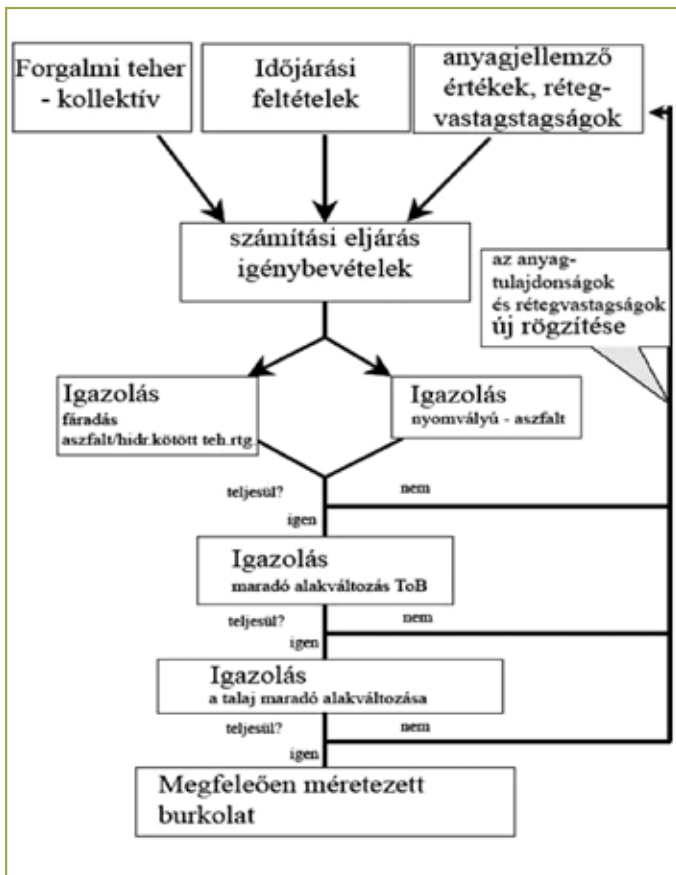 Forgalmi teher
- kollektív
Időjárási
feltételek
anyagjellemző
értékek, réteg-
vastagstagságok
számítási eljárás
igénybevételek
az anyag-
tulajdonságok
és rétegvastagságok
új rögzítése
Igazolás
fáradás
aszfalt/hidr.kötött teh.rtg.
Igazolás
nyomvályú - aszfalt
teljesül?
nem
igen
Igazolás
maradó alakváltozás ToB
teljesül?
nem
igen
Igazolás
a talaj maradó alakváltozása
teljesül?
nem
igen
Megfeleően méretezett
burkolat